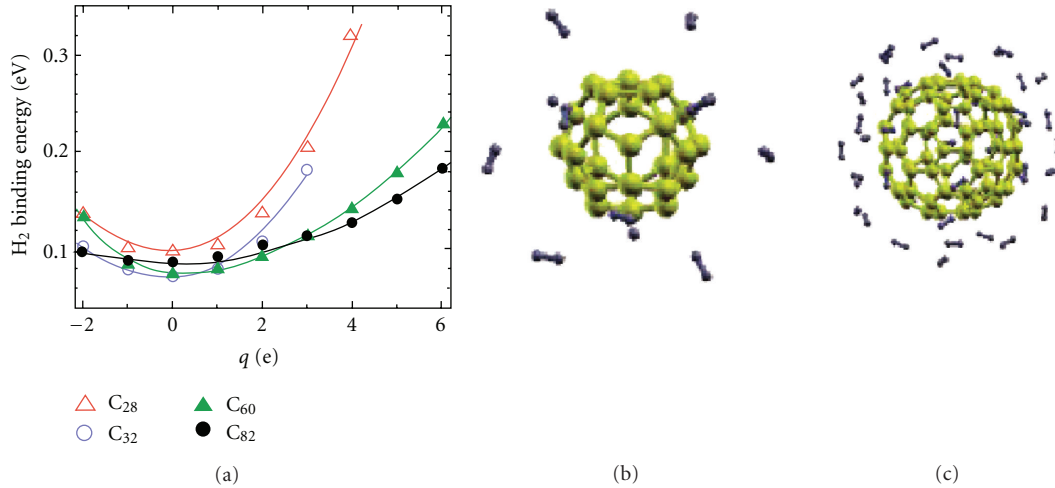 H₂ binding energy (eV)
0.3
0.2
0.1
−2 0 2 4 6
q (e)
C₂₈ C₆₀
C₃₂ C₈₂
(a) (b) (c)